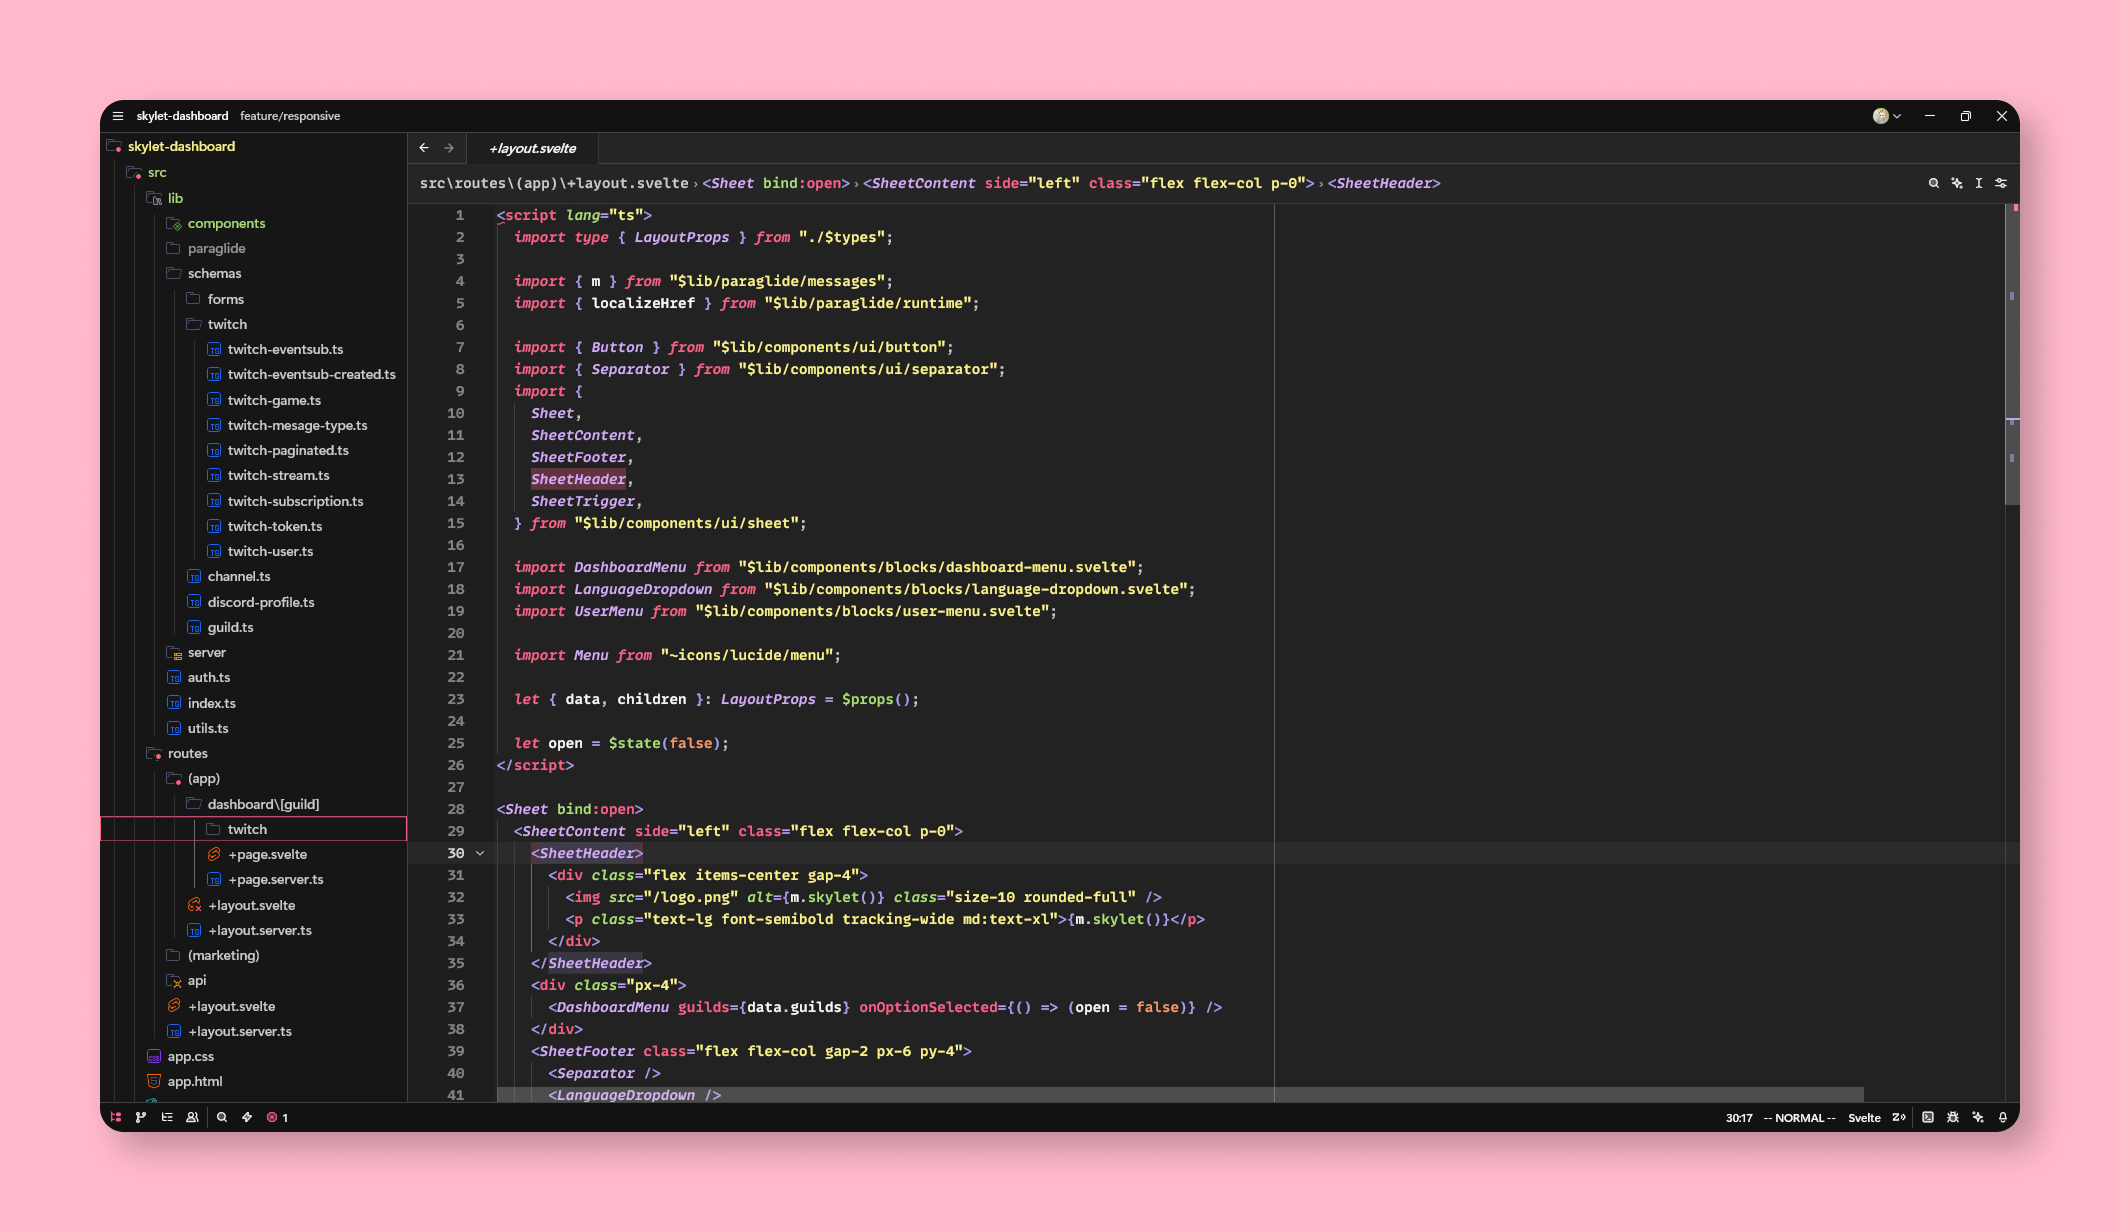 skylet-dashboard feature/responsive
skylet-dashboard
src
lib
components
paraglide
schemas
forms
twitch
twitch-eventsub.ts
twitch-eventsub-created.ts
twitch-game.ts
twitch-mesage-type.ts
twitch-paginated.ts
twitch-stream.ts
twitch-subscription.ts
twitch-token.ts
twitch-user.ts
channel.ts
discord-profile.ts
guild.ts
server
auth.ts
index.ts
utils.ts
routes
(app)
dashboard\[guild]
twitch
+page.svelte
+page.server.ts
+layout.svelte
+layout.server.ts
(marketing)
api
+layout.svelte
+layout.server.ts
app.css
app.html
+layout.svelte
src\routes\(app)\+layout.svelte › <Sheet bind:open> › <SheetContent side="left" class="flex flex-col p-0"> › <SheetHeader>
1 <script lang="ts">
2 import type { LayoutProps } from "./$types";
3
4 import { m } from "$lib/paraglide/messages";
5 import { localizeHref } from "$lib/paraglide/runtime";
6
7 import { Button } from "$lib/components/ui/button";
8 import { Separator } from "$lib/components/ui/separator";
9 import {
10 Sheet,
11 SheetContent,
12 SheetFooter,
13 SheetHeader,
14 SheetTrigger,
15 } from "$lib/components/ui/sheet";
16
17 import DashboardMenu from "$lib/components/blocks/dashboard-menu.svelte";
18 import LanguageDropdown from "$lib/components/blocks/language-dropdown.svelte";
19 import UserMenu from "$lib/components/blocks/user-menu.svelte";
20
21 import Menu from "~icons/lucide/menu";
22
23 let { data, children }: LayoutProps = $props();
24
25 let open = $state(false);
26 </script>
27
28 <Sheet bind:open>
29 <SheetContent side="left" class="flex flex-col p-0">
30 <SheetHeader>
31 <div class="flex items-center gap-4">
32 <img src="/logo.png" alt={m.skylet()} class="size-10 rounded-full" />
33 <p class="text-lg font-semibold tracking-wide md:text-xl">{m.skylet()}</p>
34 </div>
35 </SheetHeader>
36 <div class="px-4">
37 <DashboardMenu guilds={data.guilds} onOptionSelected={() => (open = false)} />
38 </div>
39 <SheetFooter class="flex flex-col gap-2 px-6 py-4">
40 <Separator />
41 <LanguageDropdown />
1 30:17 -- NORMAL -- Svelte